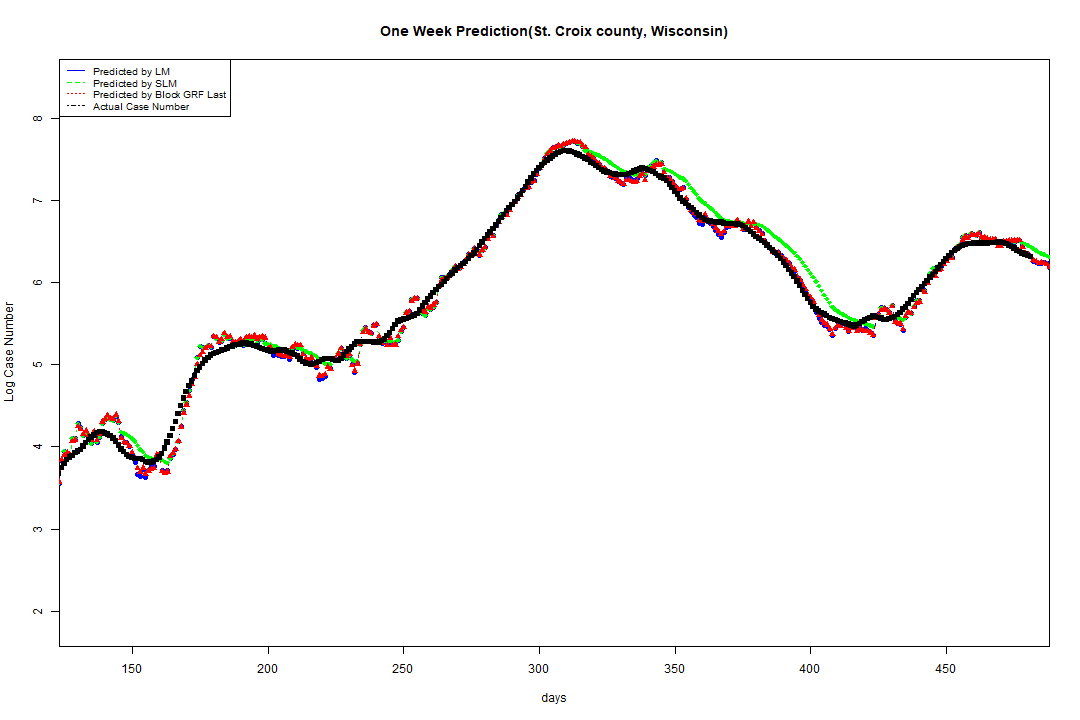 One Week Prediction(St. Croix county, Wisconsin)
Predicted by LM
Predicted by SLM
Predicted by Block GRF Last
Actual Case Number
8
7
6
5
4
3
2
Log Case Number
150 200 250 300 350 400 450
days